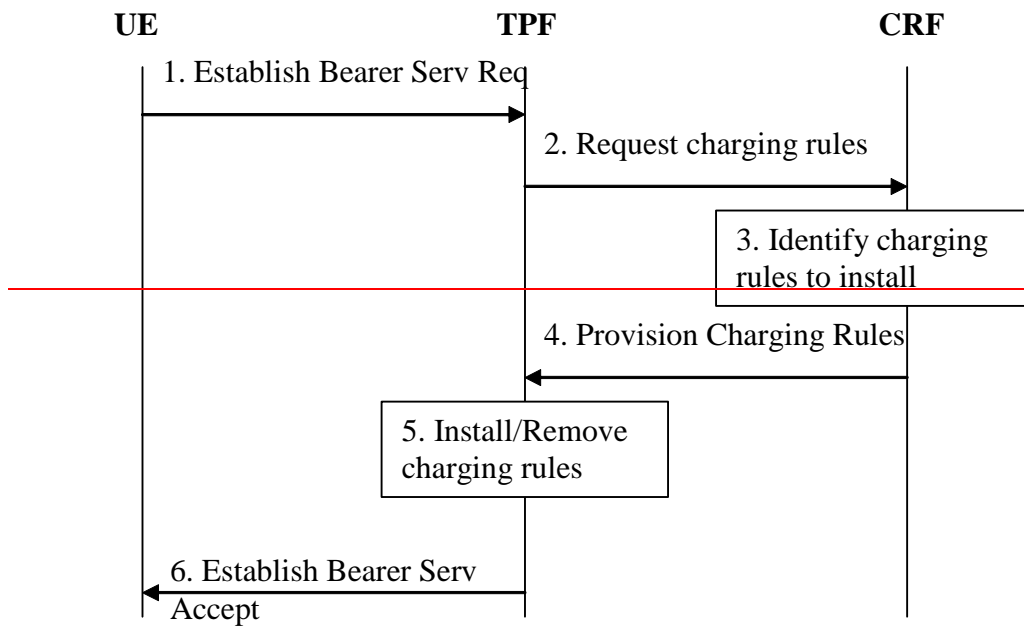 UE TPF CRF
1. Establish Bearer Serv Req
2. Request charging rules
3. Identify charging
rules to install
4. Provision Charging Rules
5. Install/Remove
charging rules
6. Establish Bearer Serv
Accept